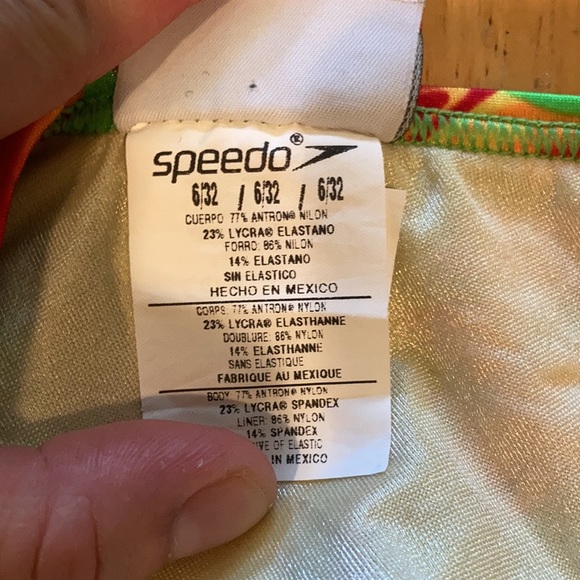 speedo®
6/32 / 6/32 / 6/32
CUERPO 77% ANTRON® NILON
23% LYCRA® ELASTANO
FORRO: 86% NILON
14% ELASTANO
SIN ELASTICO
HECHO EN MEXICO
CORPS: 77% ANTRON® NYLON
23% LYCRA® ELASTHANNE
DOUBLURE: 86% NYLON
14% ELASTHANNE
SANS ELASTIQUE
FABRIQUE AU MEXIQUE
BODY 77% ANTRON® NYLON
23% LYCRA® SPANDEX
LINER: 86% NYLON
14% SPANDEX
IVE OF ELASTIC
IN MEXICO